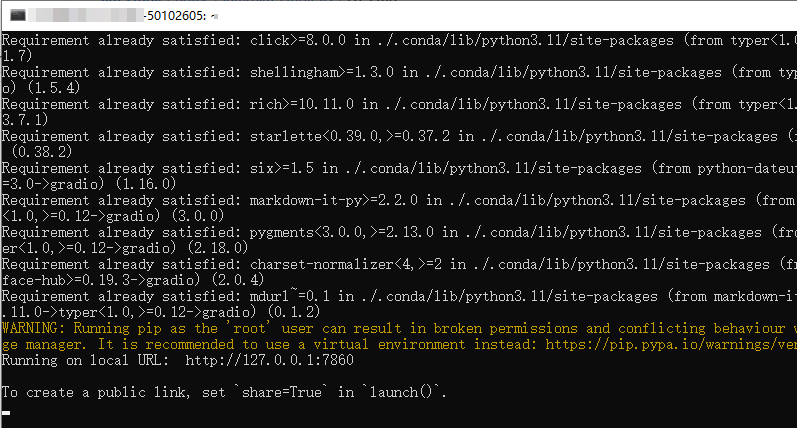 -50102605: ~
Requirement already satisfied: click>=8.0.0 in ./.conda/lib/python3.11/site-packages (from typer<1.0
1.7)
Requirement already satisfied: shellingham>=1.3.0 in ./.conda/lib/python3.11/site-packages (from typ
o) (1.5.4)
Requirement already satisfied: rich>=10.11.0 in ./.conda/lib/python3.11/site-packages (from typer<1.
3.7.1)
Requirement already satisfied: starlette<0.39.0,>=0.37.2 in ./.conda/lib/python3.11/site-packages (f
(0.38.2)
Requirement already satisfied: six>=1.5 in ./.conda/lib/python3.11/site-packages (from python-dateut
=3.0->gradio) (1.16.0)
Requirement already satisfied: markdown-it-py>=2.2.0 in ./.conda/lib/python3.11/site-packages (from
<1.0,>=0.12->gradio) (3.0.0)
Requirement already satisfied: pygments<3.0.0,>=2.13.0 in ./.conda/lib/python3.11/site-packages (fro
er<1.0,>=0.12->gradio) (2.18.0)
Requirement already satisfied: charset-normalizer<4,>=2 in ./.conda/lib/python3.11/site-packages (fr
face-hub>=0.19.3->gradio) (2.0.4)
Requirement already satisfied: mdurl~=0.1 in ./.conda/lib/python3.11/site-packages (from markdown-it
.11.0->typer<1.0,>=0.12->gradio) (0.1.2)
WARNING: Running pip as the 'root' user can result in broken permissions and conflicting behaviour w
ge manager. It is recommended to use a virtual environment instead: https://pip.pypa.io/warnings/ven
Running on local URL:  http://127.0.0.1:7860
To create a public link, set `share=True` in `launch()`.